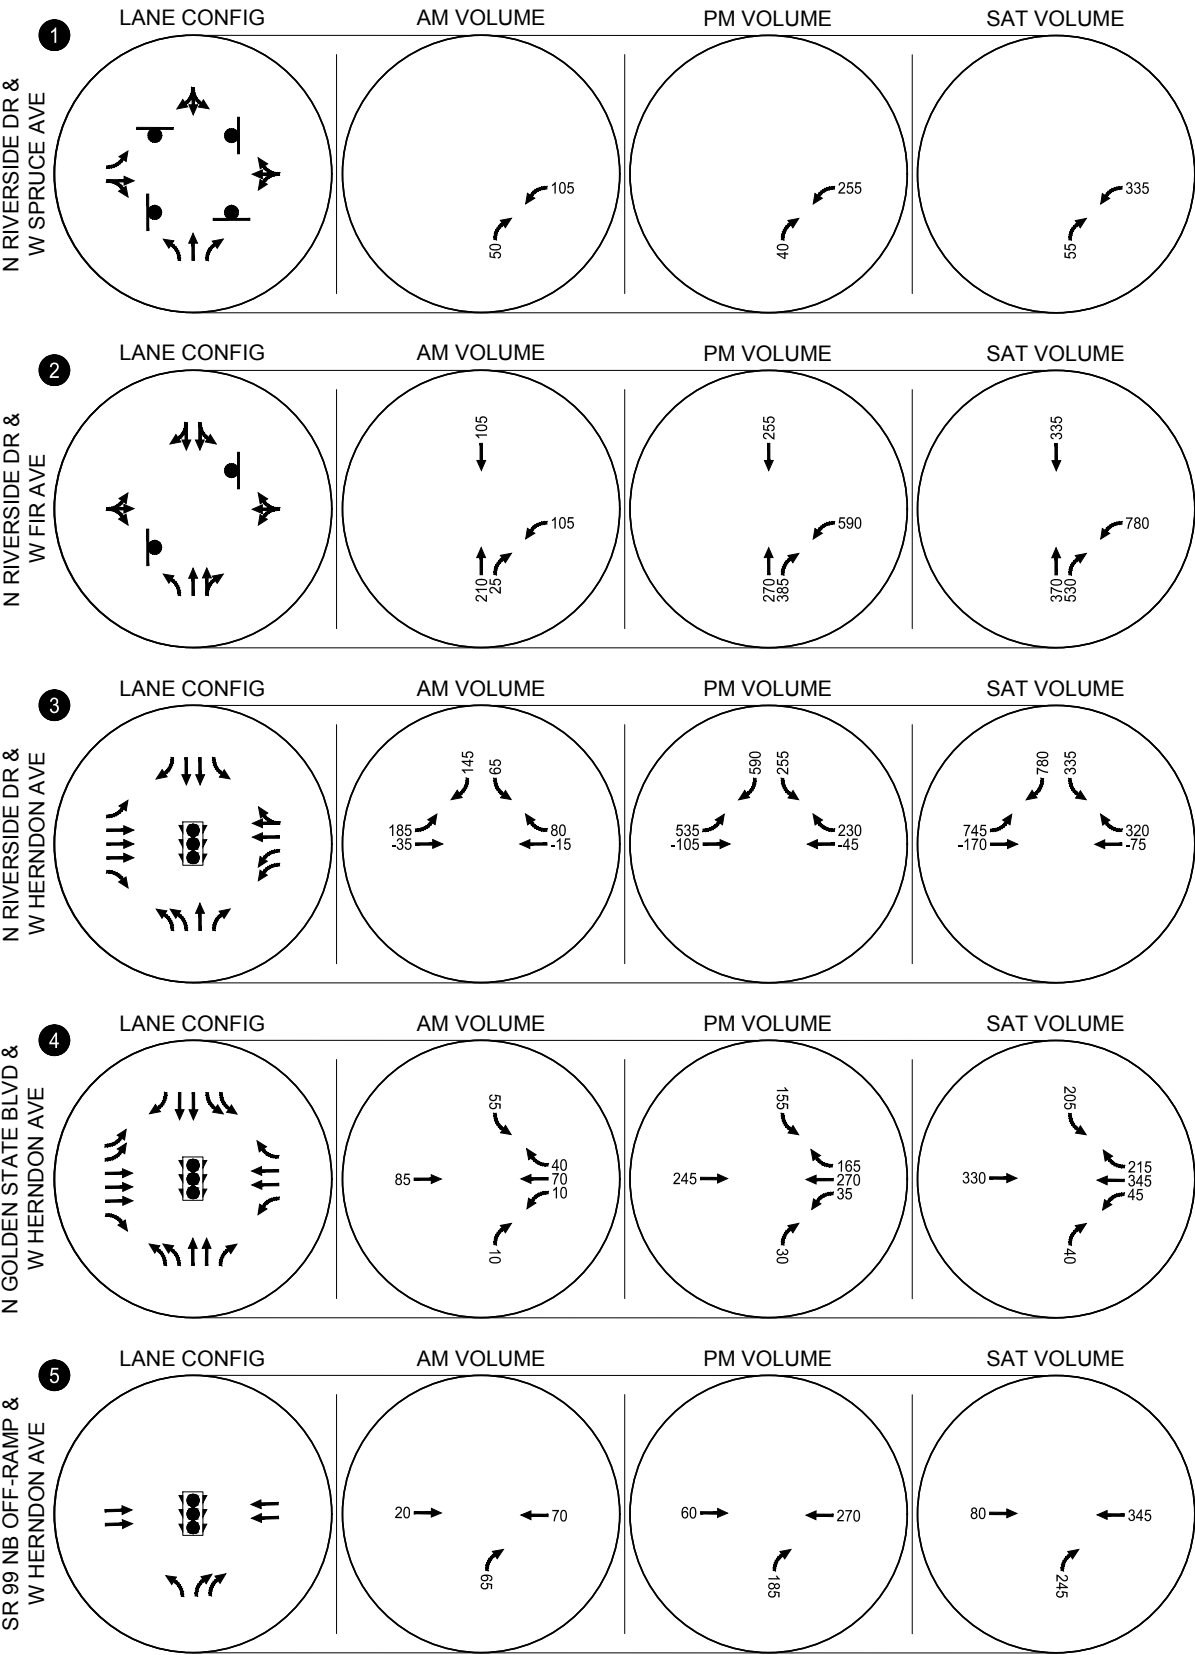 1
N RIVERSIDE DR &
W SPRUCE AVE
LANE CONFIG
AM VOLUME
105
50
PM VOLUME
255
40
SAT VOLUME
335
55
2
N RIVERSIDE DR &
W FIR AVE
LANE CONFIG
AM VOLUME
105
105
210
25
PM VOLUME
255
590
270
385
SAT VOLUME
335
780
370
530
3
N RIVERSIDE DR &
W HERNDON AVE
LANE CONFIG
AM VOLUME
145
65
185
-35
80
-15
PM VOLUME
590
255
535
-105
230
-45
SAT VOLUME
780
335
745
-170
320
-75
4
N GOLDEN STATE BLVD &
W HERNDON AVE
LANE CONFIG
AM VOLUME
55
85
40
70
10
10
PM VOLUME
155
245
165
270
35
30
SAT VOLUME
205
330
215
345
45
40
5
SR 99 NB OFF-RAMP &
W HERNDON AVE
LANE CONFIG
AM VOLUME
20
70
65
PM VOLUME
60
270
185
SAT VOLUME
80
345
245